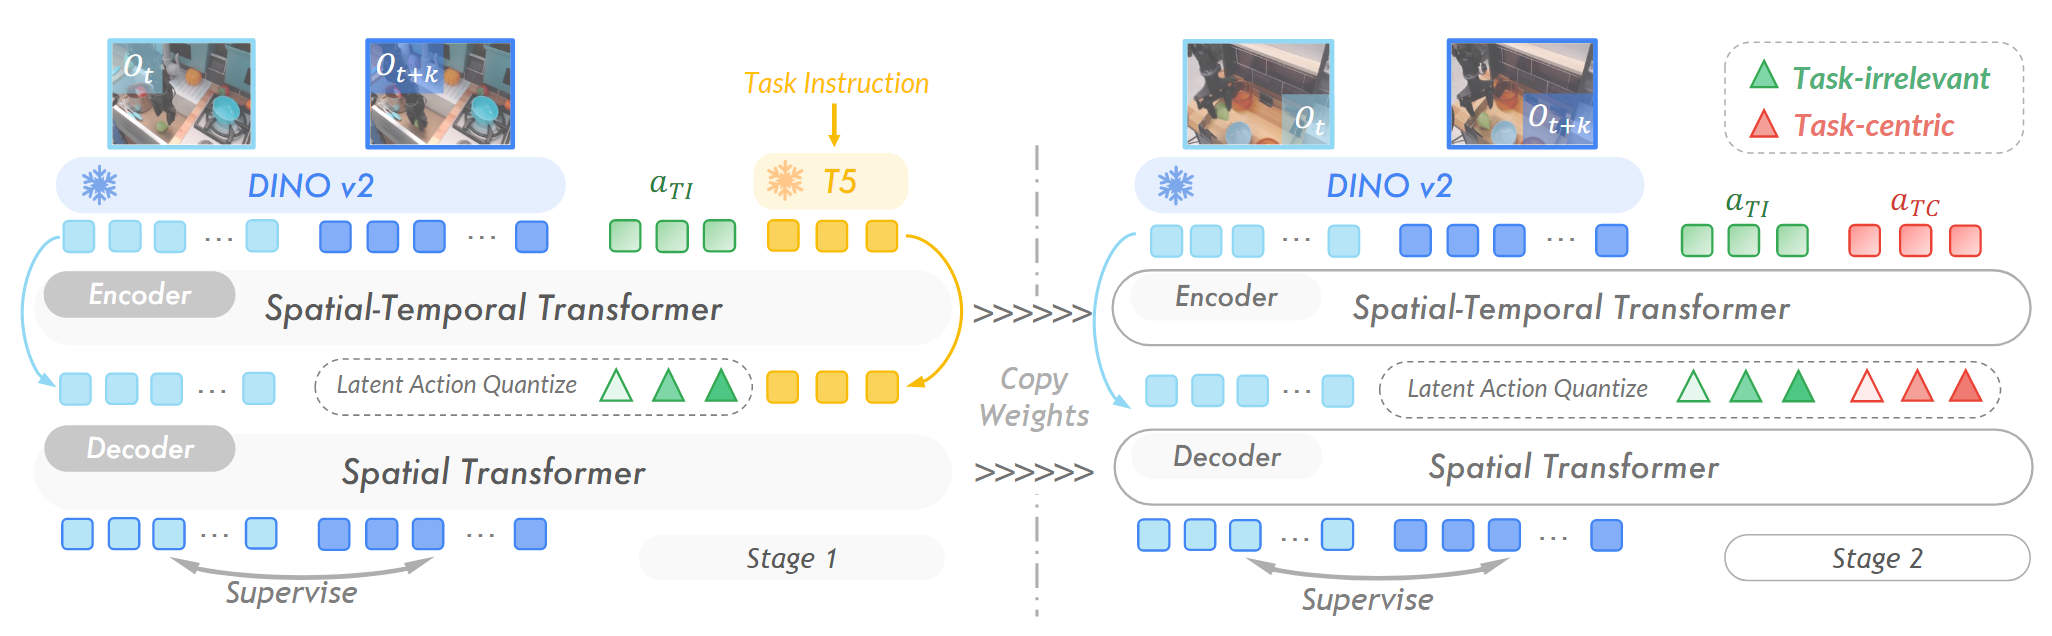 O_t
O_{t+k}
Task Instruction
DINO v2
a_{TI}
T5
...
...
Encoder
Spatial-Temporal Transformer
...
Latent Action Quantize
Decoder
Spatial Transformer
...
...
Supervise
Stage 1
>>>>>>
Copy
Weights
>>>>>>
O_t
O_{t+k}
Task-irrelevant
Task-centric
DINO v2
a_{TI}
a_{TC}
...
...
Encoder
Spatial-Temporal Transformer
...
Latent Action Quantize
Decoder
Spatial Transformer
...
...
Supervise
Stage 2